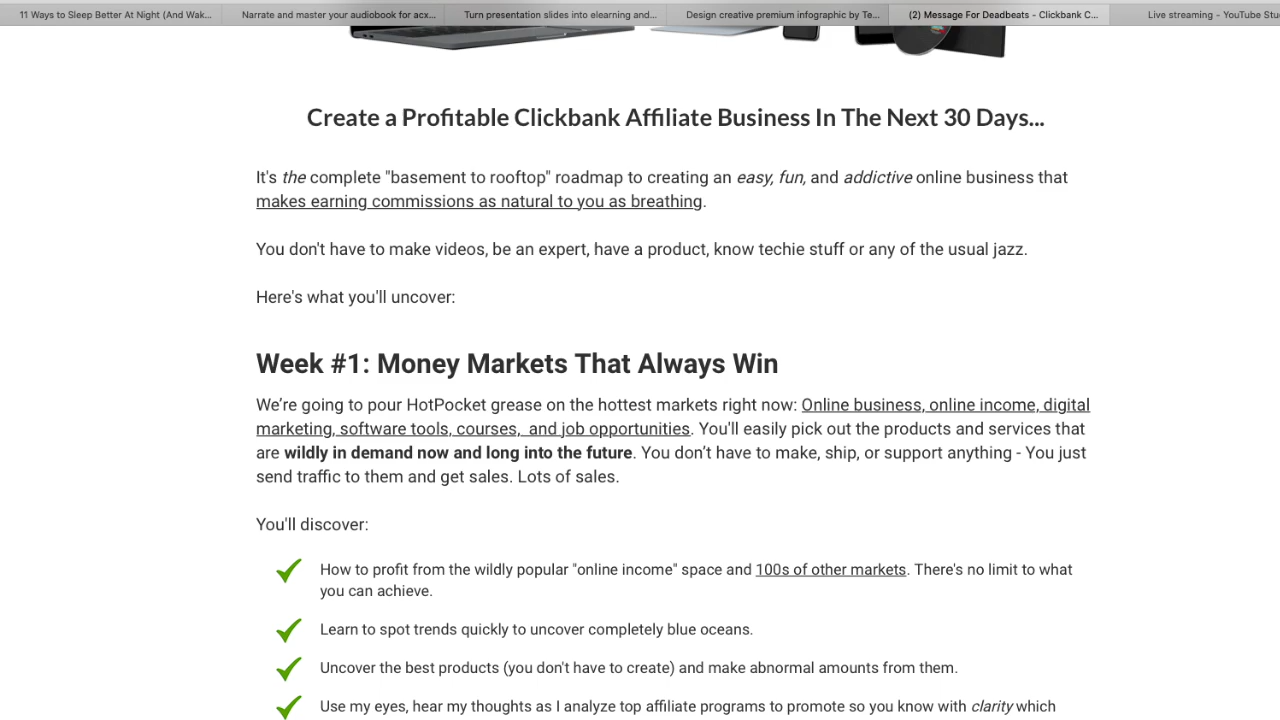 11 Ways to Sleep Better At Night (And Wak...
Narrate and master your audiobook for acx...
Turn presentation slides into elearning and...
Design creative premium infographic by Te...
(2) Message For Deadbeats - Clickbank C...
Live streaming - YouTube Stu
Create a Profitable Clickbank Affiliate Business In The Next 30 Days...
It's the complete "basement to rooftop" roadmap to creating an easy, fun, and addictive online business that
makes earning commissions as natural to you as breathing.
You don't have to make videos, be an expert, have a product, know techie stuff or any of the usual jazz.
Here's what you'll uncover:
Week #1: Money Markets That Always Win
We’re going to pour HotPocket grease on the hottest markets right now: Online business, online income, digital
marketing, software tools, courses,  and job opportunities. You'll easily pick out the products and services that
are wildly in demand now and long into the future. You don’t have to make, ship, or support anything - You just
send traffic to them and get sales. Lots of sales.
You'll discover:
How to profit from the wildly popular "online income" space and 100s of other markets. There's no limit to what
you can achieve.
Learn to spot trends quickly to uncover completely blue oceans.
Uncover the best products (you don't have to create) and make abnormal amounts from them.
Use my eyes, hear my thoughts as I analyze top affiliate programs to promote so you know with clarity which